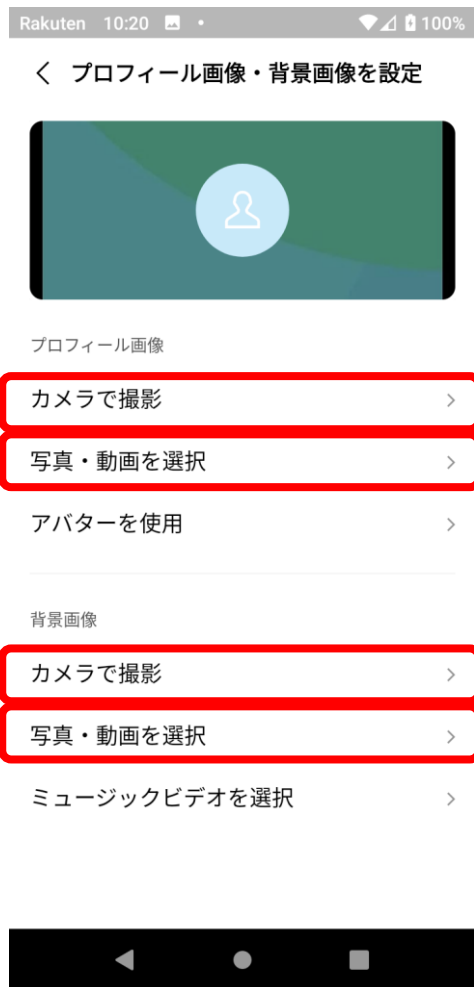 Rakuten 10:20 100%
プロフィール画像・背景画像を設定
プロフィール画像
カメラで撮影
写真・動画を選択
アバターを使用
背景画像
カメラで撮影
写真・動画を選択
ミュージックビデオを選択